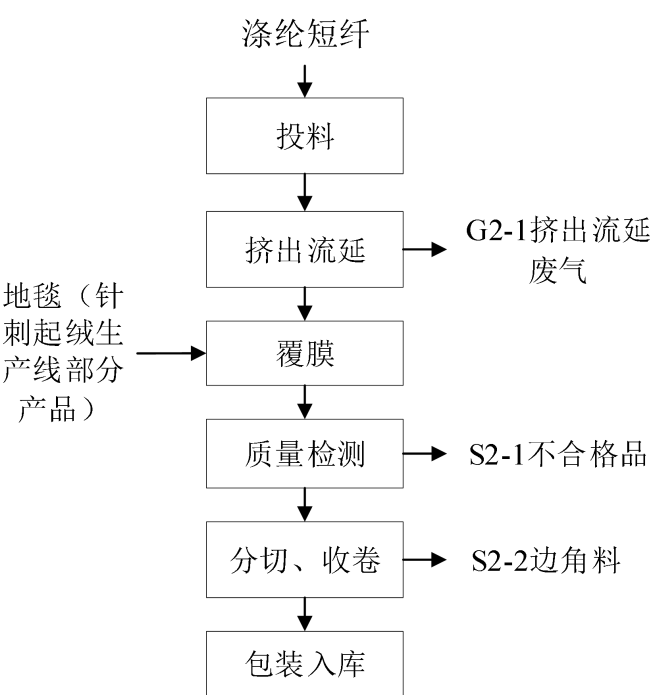 涤纶短纤
投料
挤出流延
G2-1挤出流延
废气
地毯（针
刺起绒生
产线部分
产品）
覆膜
质量检测
S2-1不合格品
分切、收卷
S2-2边角料
包装入库